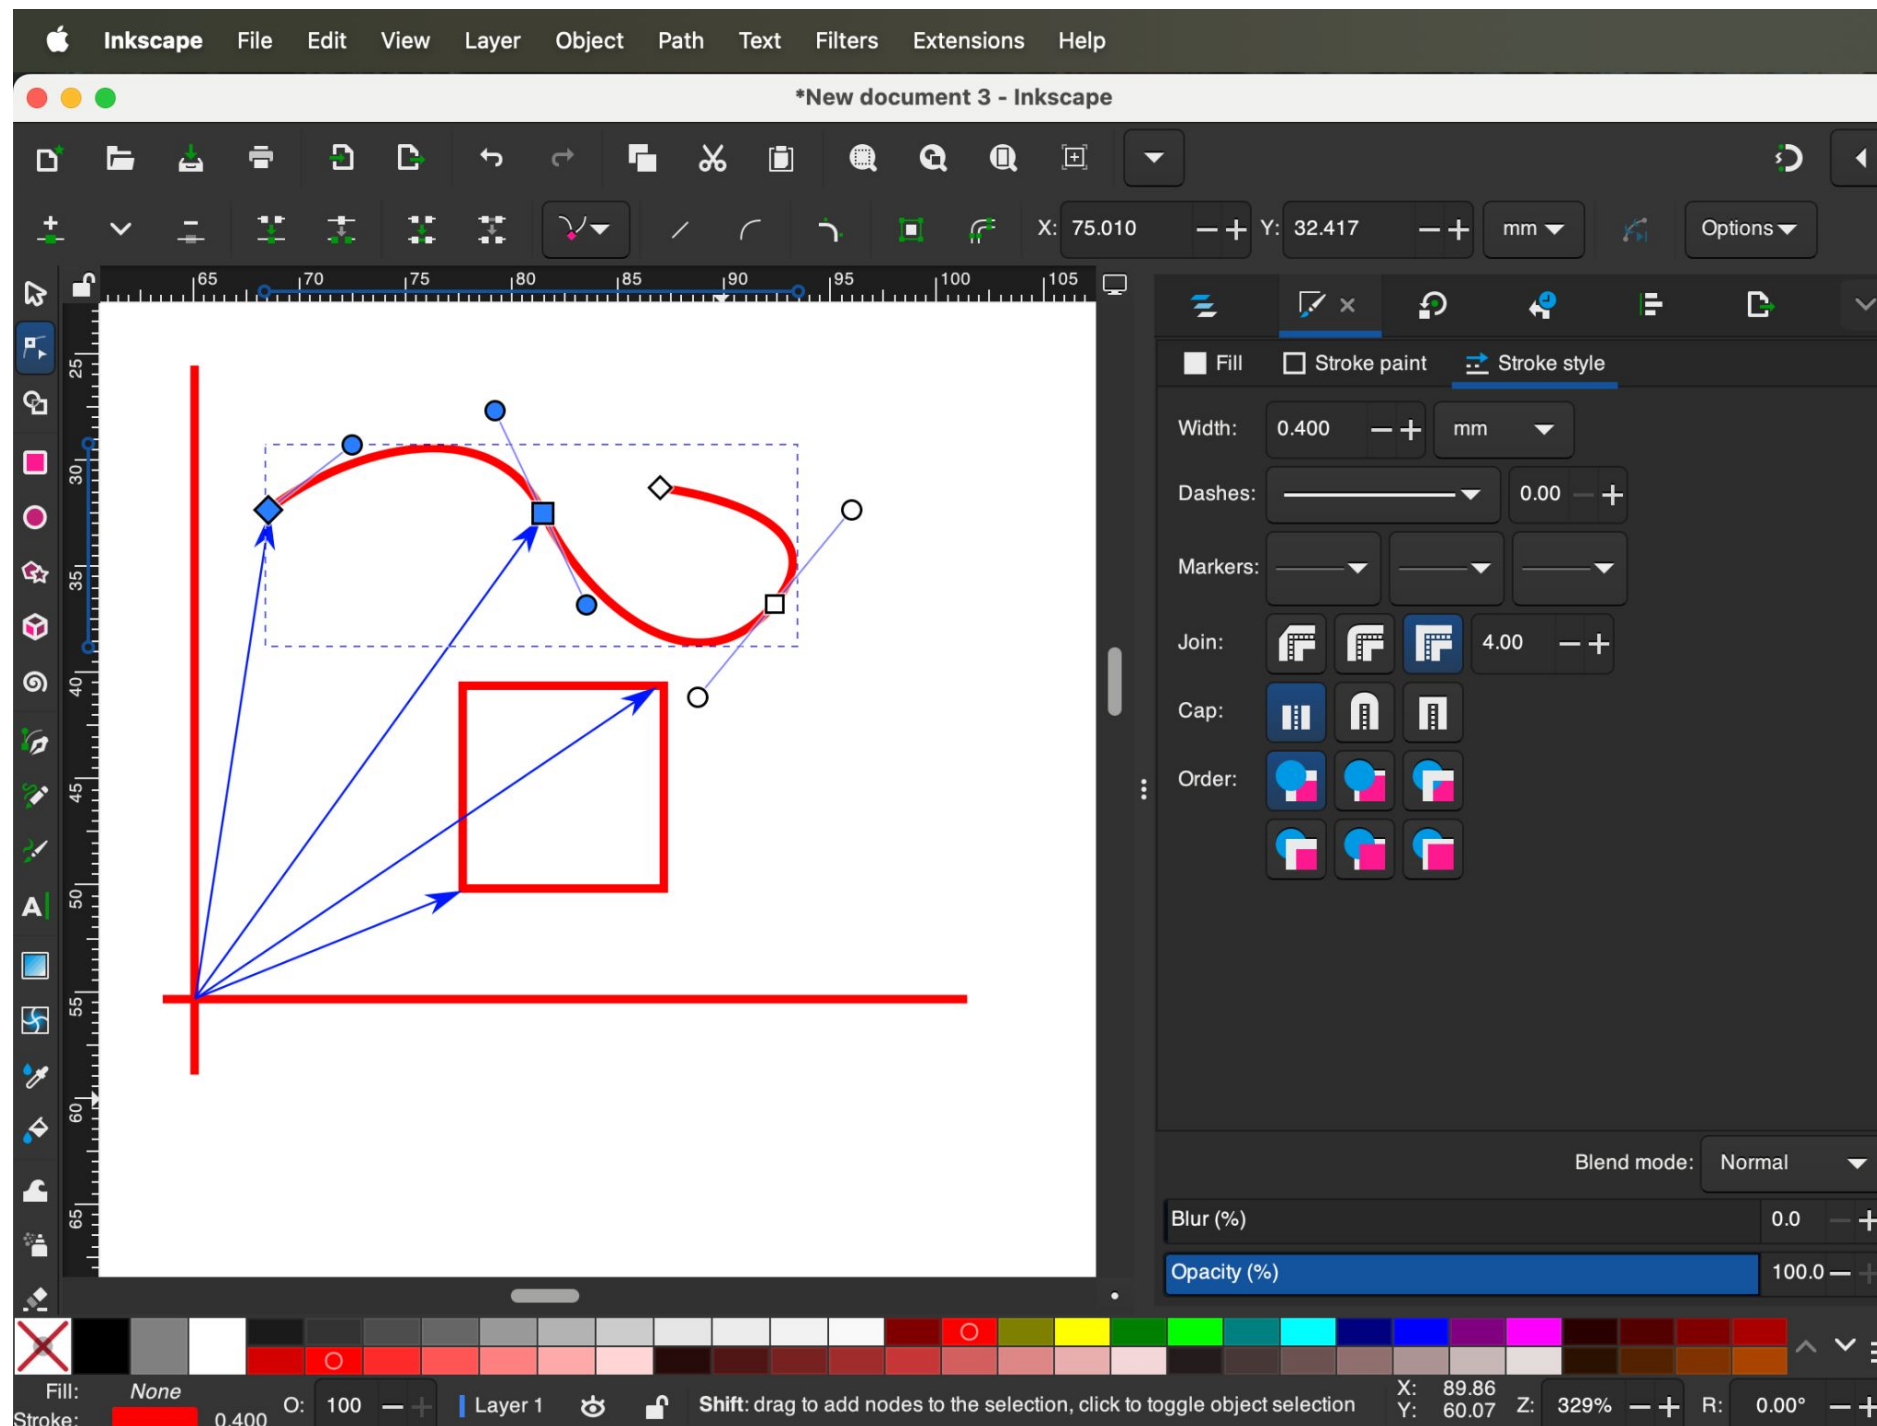 Inkscape File Edit View Layer Object Path Text Filters Extensions Help
*New document 3 - Inkscape
X: 75.010 Y: 32.417 mm Options
65 70 75 80 85 90 95 100 105
Fill Stroke paint Stroke style
25
30
35
40
45
50
55
60
65
Width: 0.400 mm
Dashes: 0.00
Markers:
Join: 4.00
Cap:
Order:
Blend mode: Normal
Blur (%) 0.0
Opacity (%) 100.0
Fill: None
Stroke: 0.400 O: 100 Layer 1 Shift: drag to add nodes to the selection, click to toggle object selection X: 89.86 Y: 60.07 Z: 329% R: 0.00°